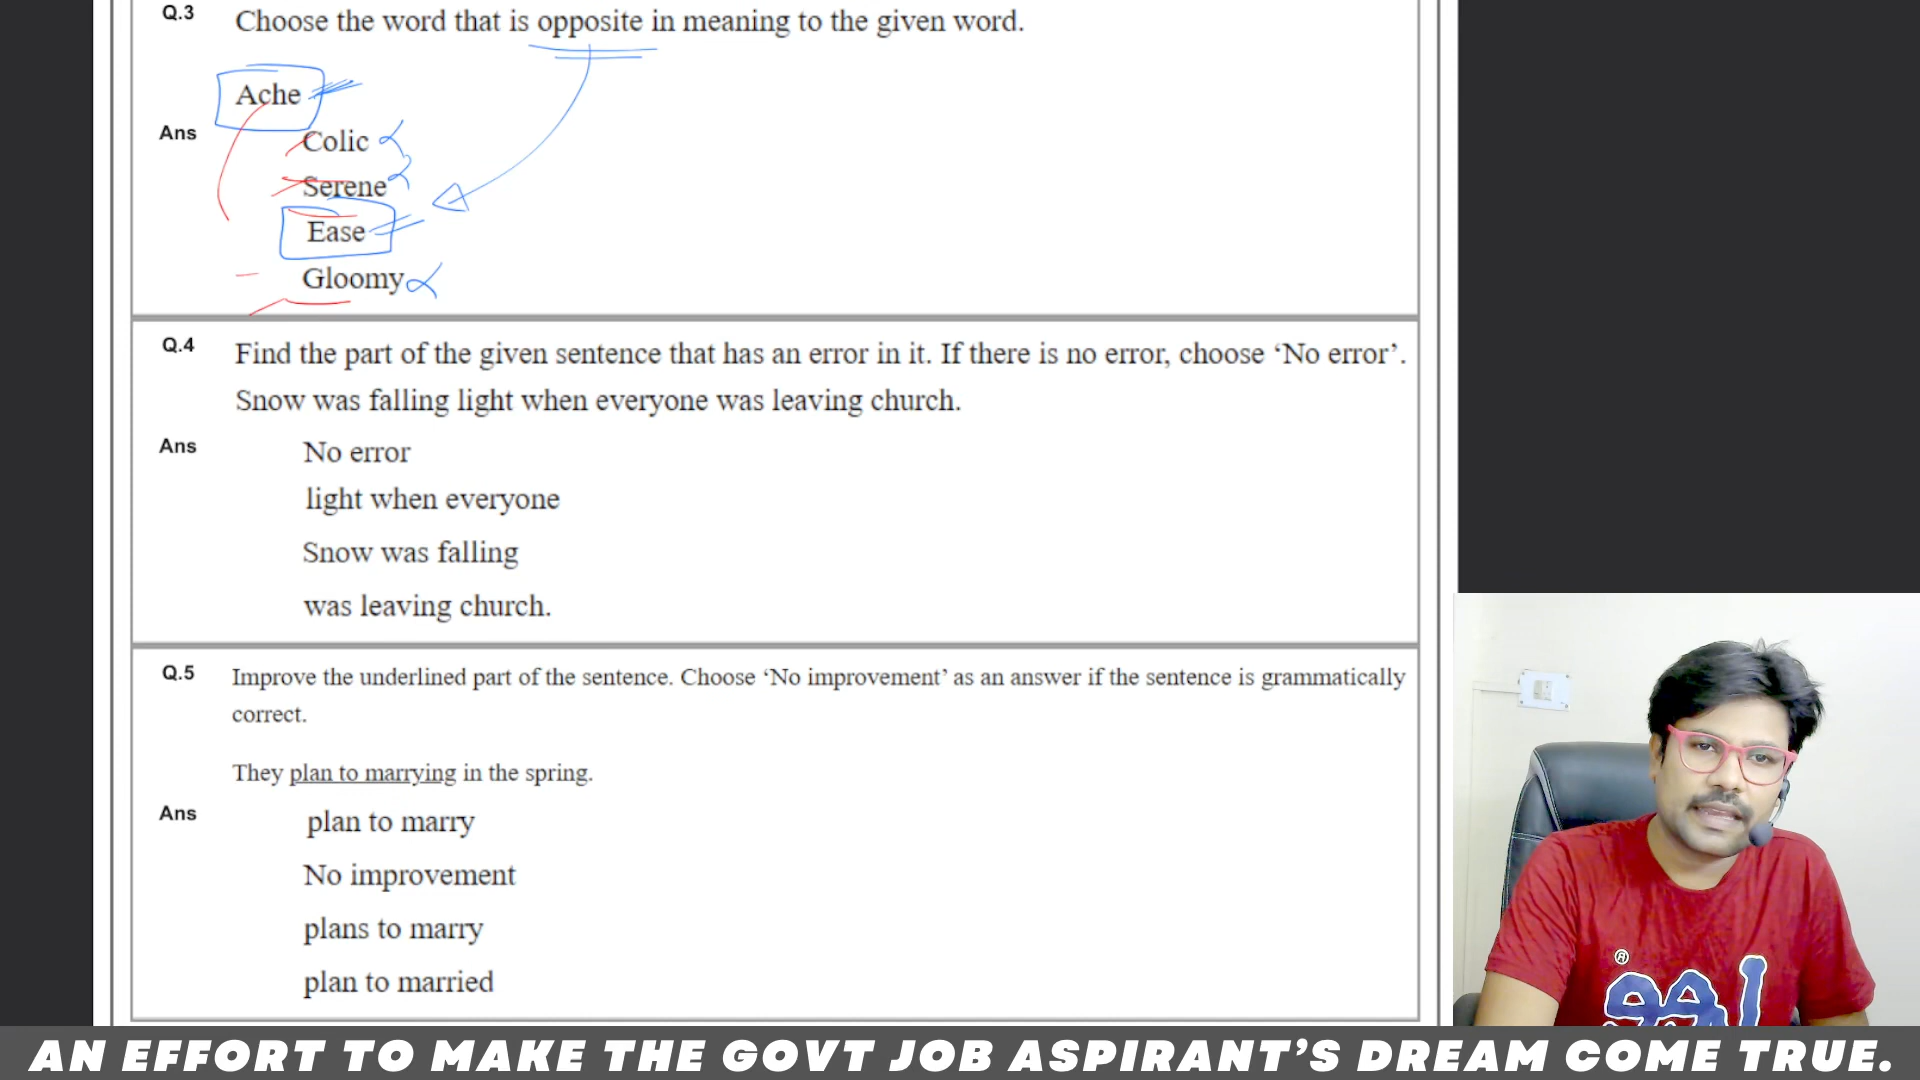 Q.3 Choose the word that is opposite in meaning to the given word.
Ache
Ans
Colic
Serene
Ease
Gloomy
Q.4 Find the part of the given sentence that has an error in it. If there is no error, choose ‘No error’.
Snow was falling light when everyone was leaving church.
Ans
No error
light when everyone
Snow was falling
was leaving church.
Q.5 Improve the underlined part of the sentence. Choose ‘No improvement’ as an answer if the sentence is grammatically
correct.
They plan to marrying in the spring.
Ans
plan to marry
No improvement
plans to marry
plan to married
®
AN EFFORT TO MAKE THE GOVT JOB ASPIRANT’S DREAM COME TRUE.